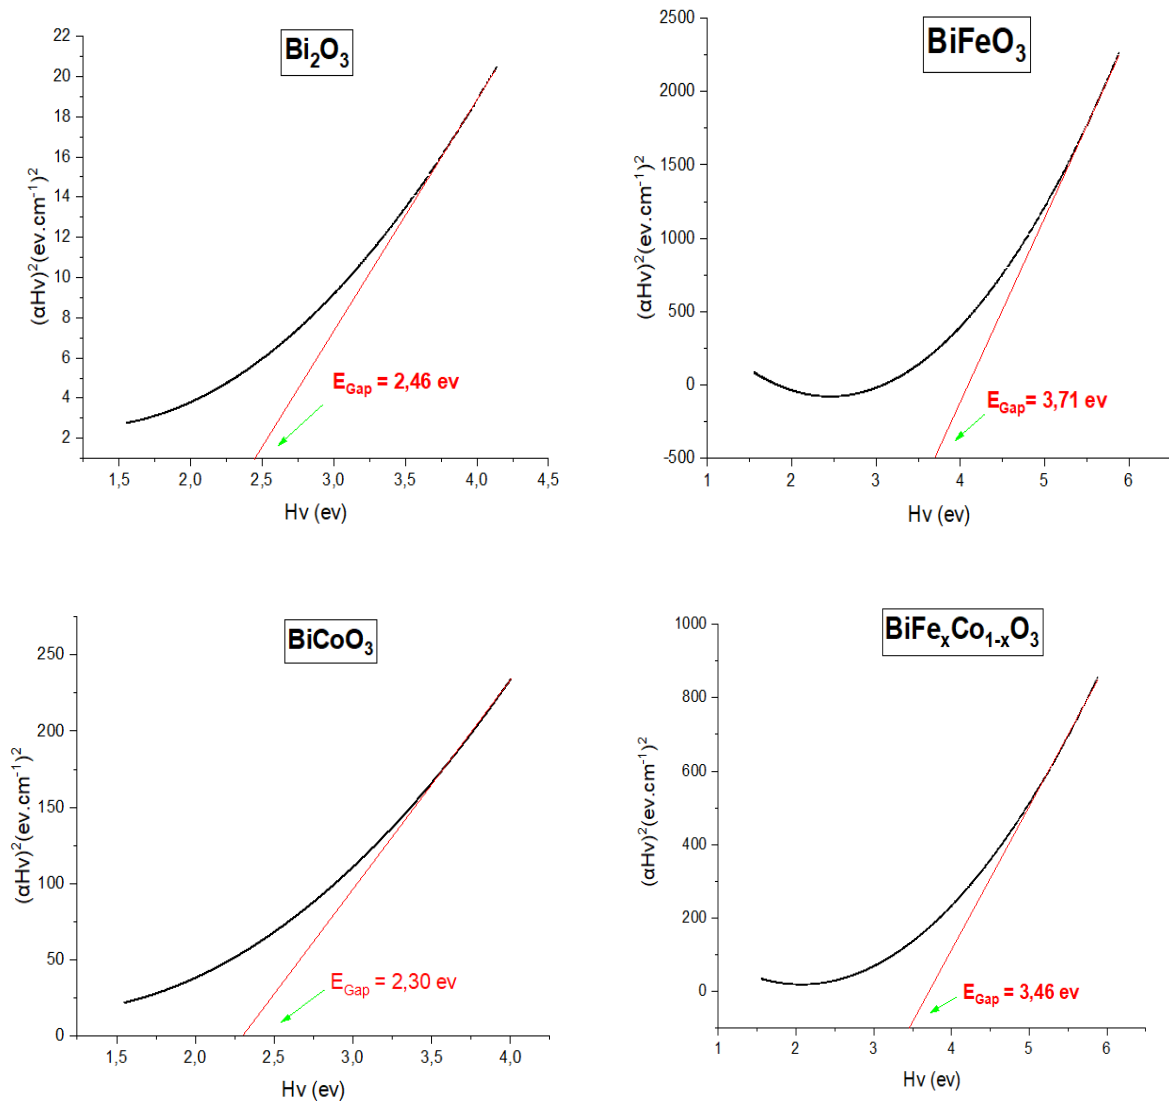 Bi₂O₃
22
20
18
16
14
12
10
8
6
4
2
(αHν)²(ev.cm⁻¹)²
E_Gap = 2,46 ev
1,5 2,0 2,5 3,0 3,5 4,0 4,5
Hν (ev)
BiFeO₃
2500
2000
1500
1000
500
0
-500
(αHν)²(ev.cm⁻¹)²
E_Gap= 3,71 ev
1 2 3 4 5 6
Hν (ev)
BiCoO₃
250
200
150
100
50
0
(αHν)²(ev.cm⁻¹)²
E_Gap = 2,30 ev
1,5 2,0 2,5 3,0 3,5 4,0
Hν (ev)
BiFeₓCo₁₋ₓO₃
1000
800
600
400
200
0
(αHν)²(ev.cm⁻¹)²
E_Gap = 3,46 ev
1 2 3 4 5 6
Hν (ev)